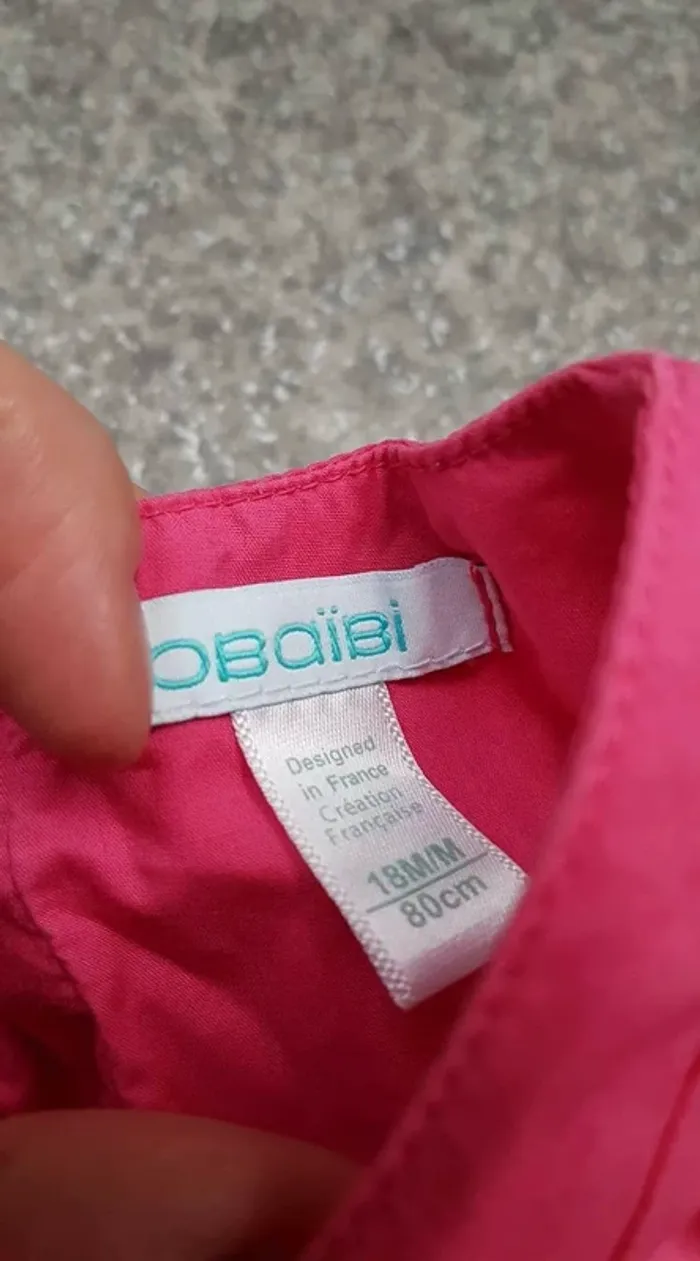 OBaïBi
Designed
in France
Création
Française
18M/M
80cm